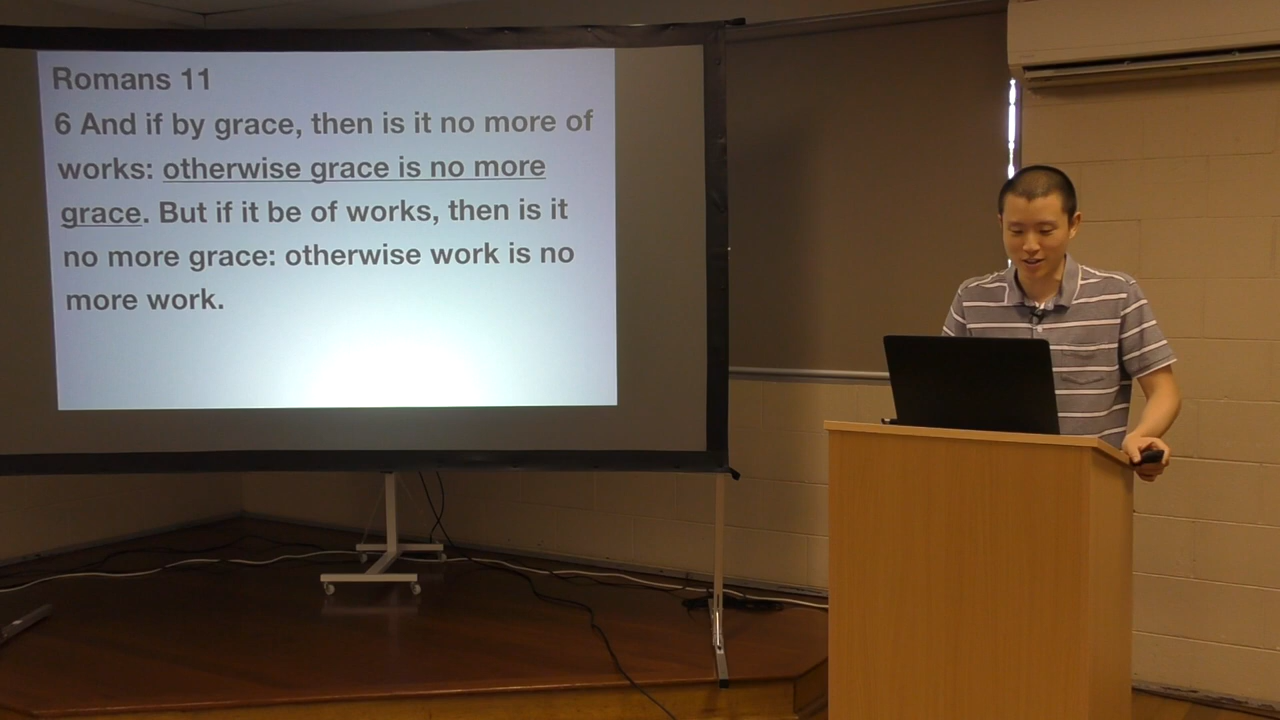 Romans 11
6 And if by grace, then is it no more of
works: otherwise grace is no more
grace. But if it be of works, then is it
no more grace: otherwise work is no
more work.